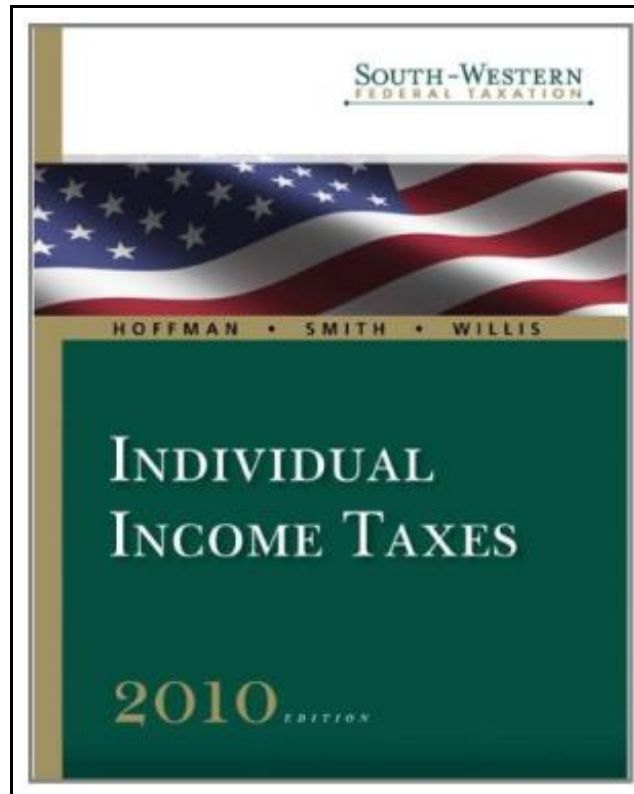 SOUTH-WESTERN
FEDERAL TAXATION
HOFFMAN • SMITH • WILLIS
INDIVIDUAL
INCOME TAXES
2010 EDITION